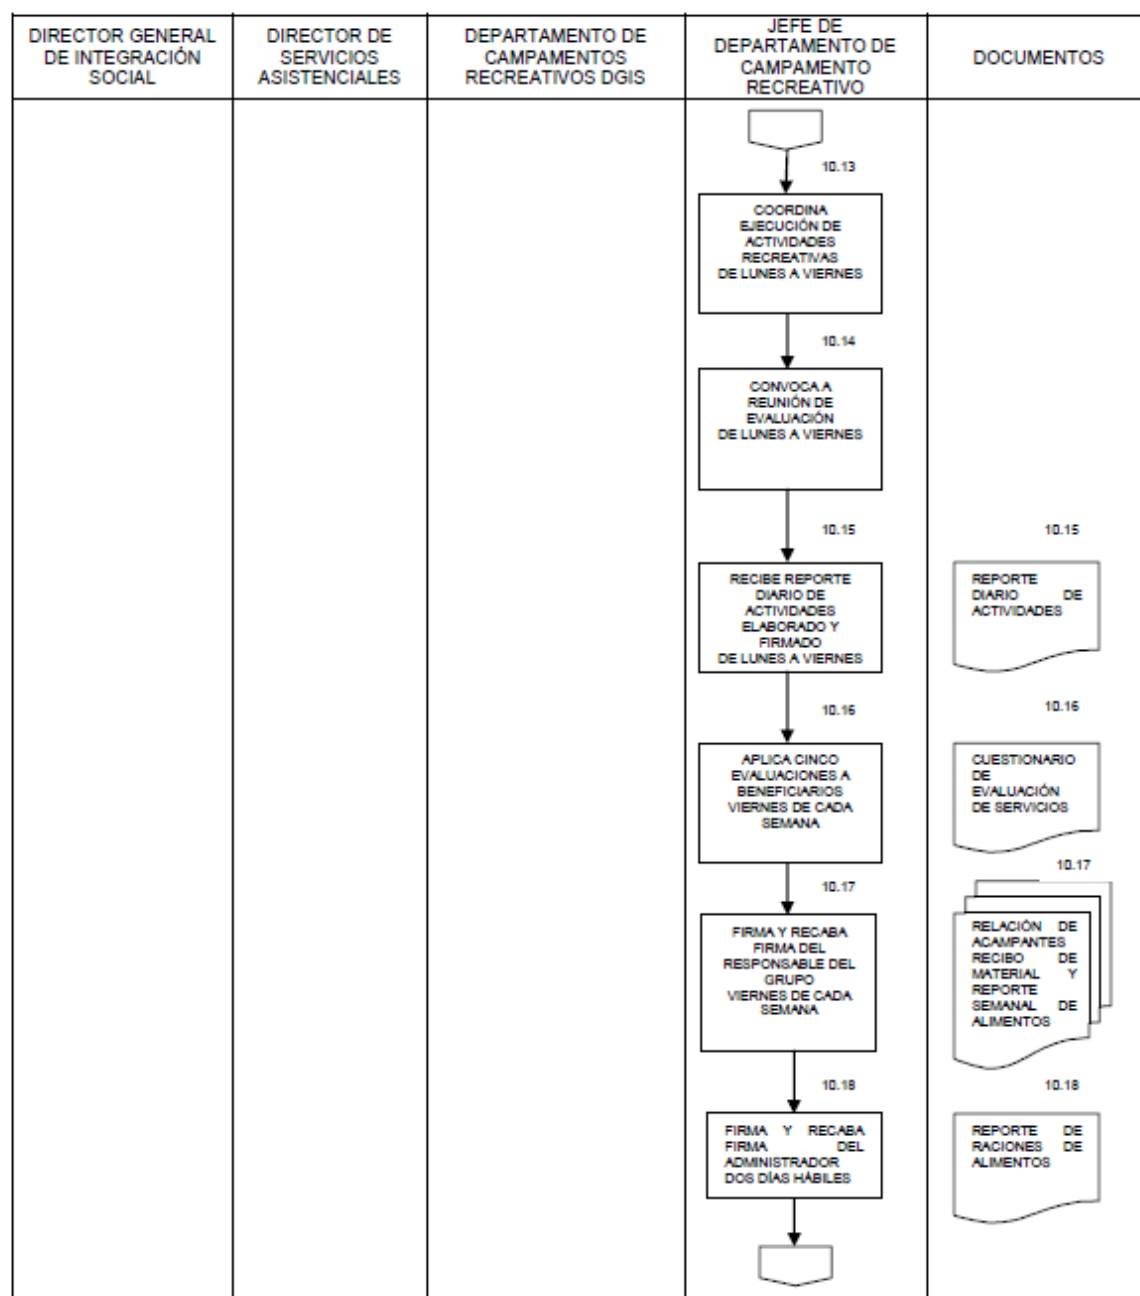 DIRECTOR GENERAL
DE INTEGRACIÓN
SOCIAL
DIRECTOR DE
SERVICIOS
ASISTENCIALES
DEPARTAMENTO DE
CAMPAMENTOS
RECREATIVOS DGIS
JEFE DE
DEPARTAMENTO DE
CAMPAMENTO
RECREATIVO
DOCUMENTOS
10.13
COORDINA
EJECUCIÓN DE
ACTIVIDADES
RECREATIVAS
DE LUNES A VIERNES
10.14
CONVOCA A
REUNIÓN DE
EVALUACIÓN
DE LUNES A VIERNES
10.15
10.15
RECIBE REPORTE
DIARIO DE
ACTIVIDADES
ELABORADO Y
FIRMADO
DE LUNES A VIERNES
REPORTE
DIARIO DE
ACTIVIDADES
10.16
10.16
APLICA CINCO
EVALUACIONES A
BENEFICIARIOS
VIERNES DE CADA
SEMANA
CUESTIONARIO
DE
EVALUACIÓN
DE SERVICIOS
10.17
10.17
FIRMA Y RECABA
FIRMA DEL
RESPONSABLE DEL
GRUPO
VIERNES DE CADA
SEMANA
RELACIÓN DE
ACAMPANTES
RECIBO DE
MATERIAL Y
REPORTE
SEMANAL DE
ALIMENTOS
10.18
10.18
FIRMA Y RECABA
FIRMA DEL
ADMINISTRADOR
DOS DÍAS HÁBILES
REPORTE DE
RACIONES DE
ALIMENTOS